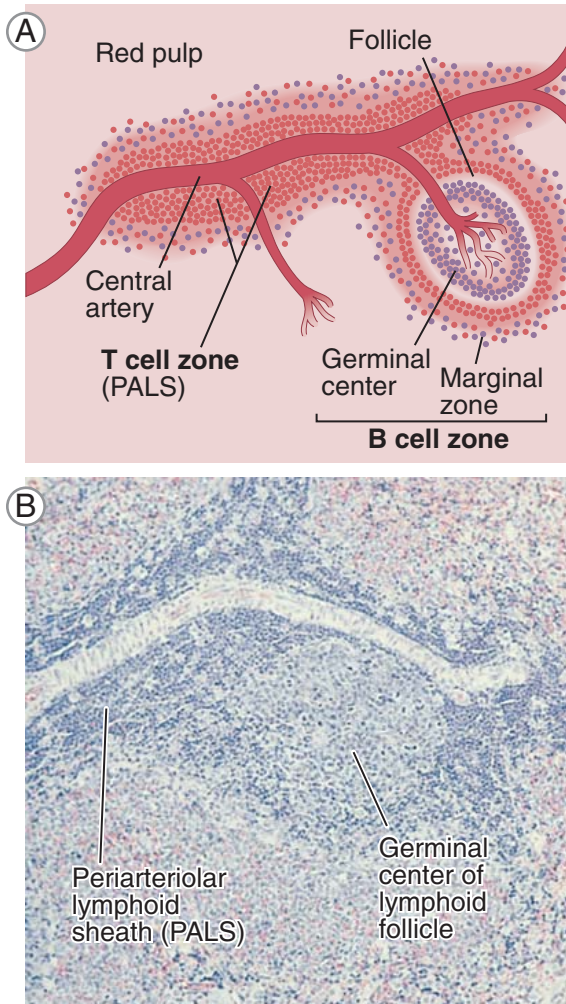 A
Red pulp
Follicle
Central
artery
T cell zone
(PALS)
Germinal
center
Marginal
zone
B cell zone
B
Periarteriolar
lymphoid
sheath (PALS)
Germinal
center of
lymphoid
follicle